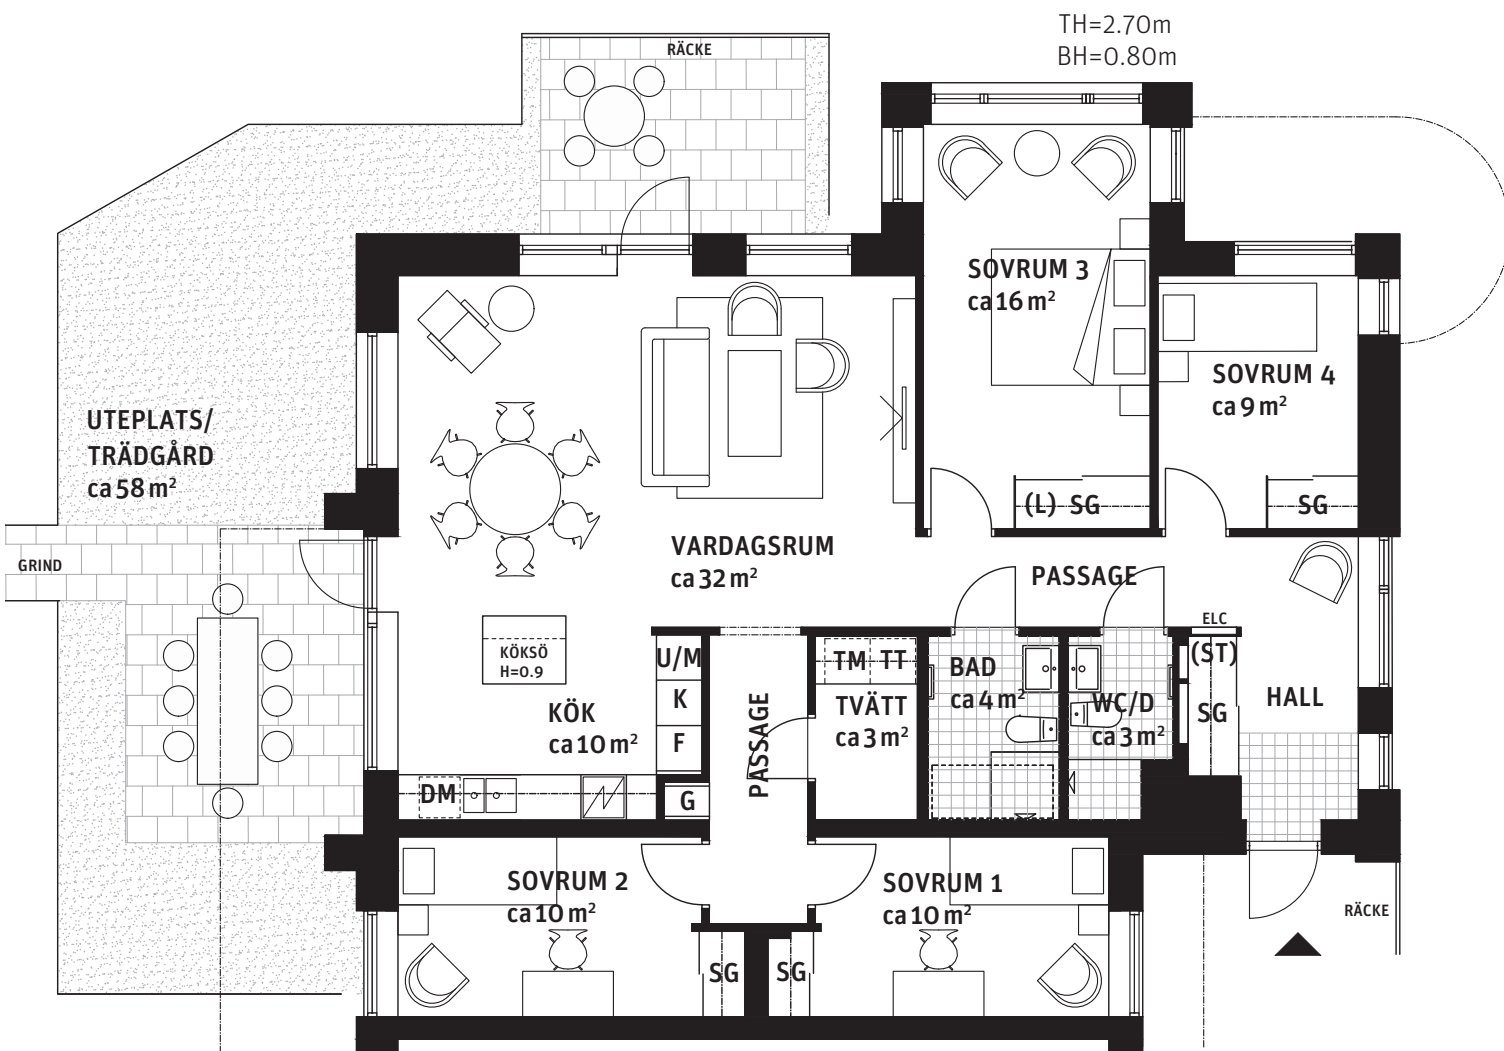 TH=2.70m
BH=0.80m
RÄCKE
SOVRUM 3
ca 16 m²
SOVRUM 4
ca 9 m²
UTEPLATS/
TRÄDGÅRD
ca 58 m²
(L) SG
SG
GRIND
VARDAGSRUM
ca 32 m²
PASSAGE
ELC
(ST)
SG
HALL
KÖKSÖ
H=0.9
U/M
K
F
G
KÖK
ca 10 m²
DM
PASSAGE
TM TT
TVÄTT
ca 3 m²
BAD
ca 4 m²
WC/D
ca 3 m²
SOVRUM 2
ca 10 m²
SG
SOVRUM 1
ca 10 m²
SG
RÄCKE